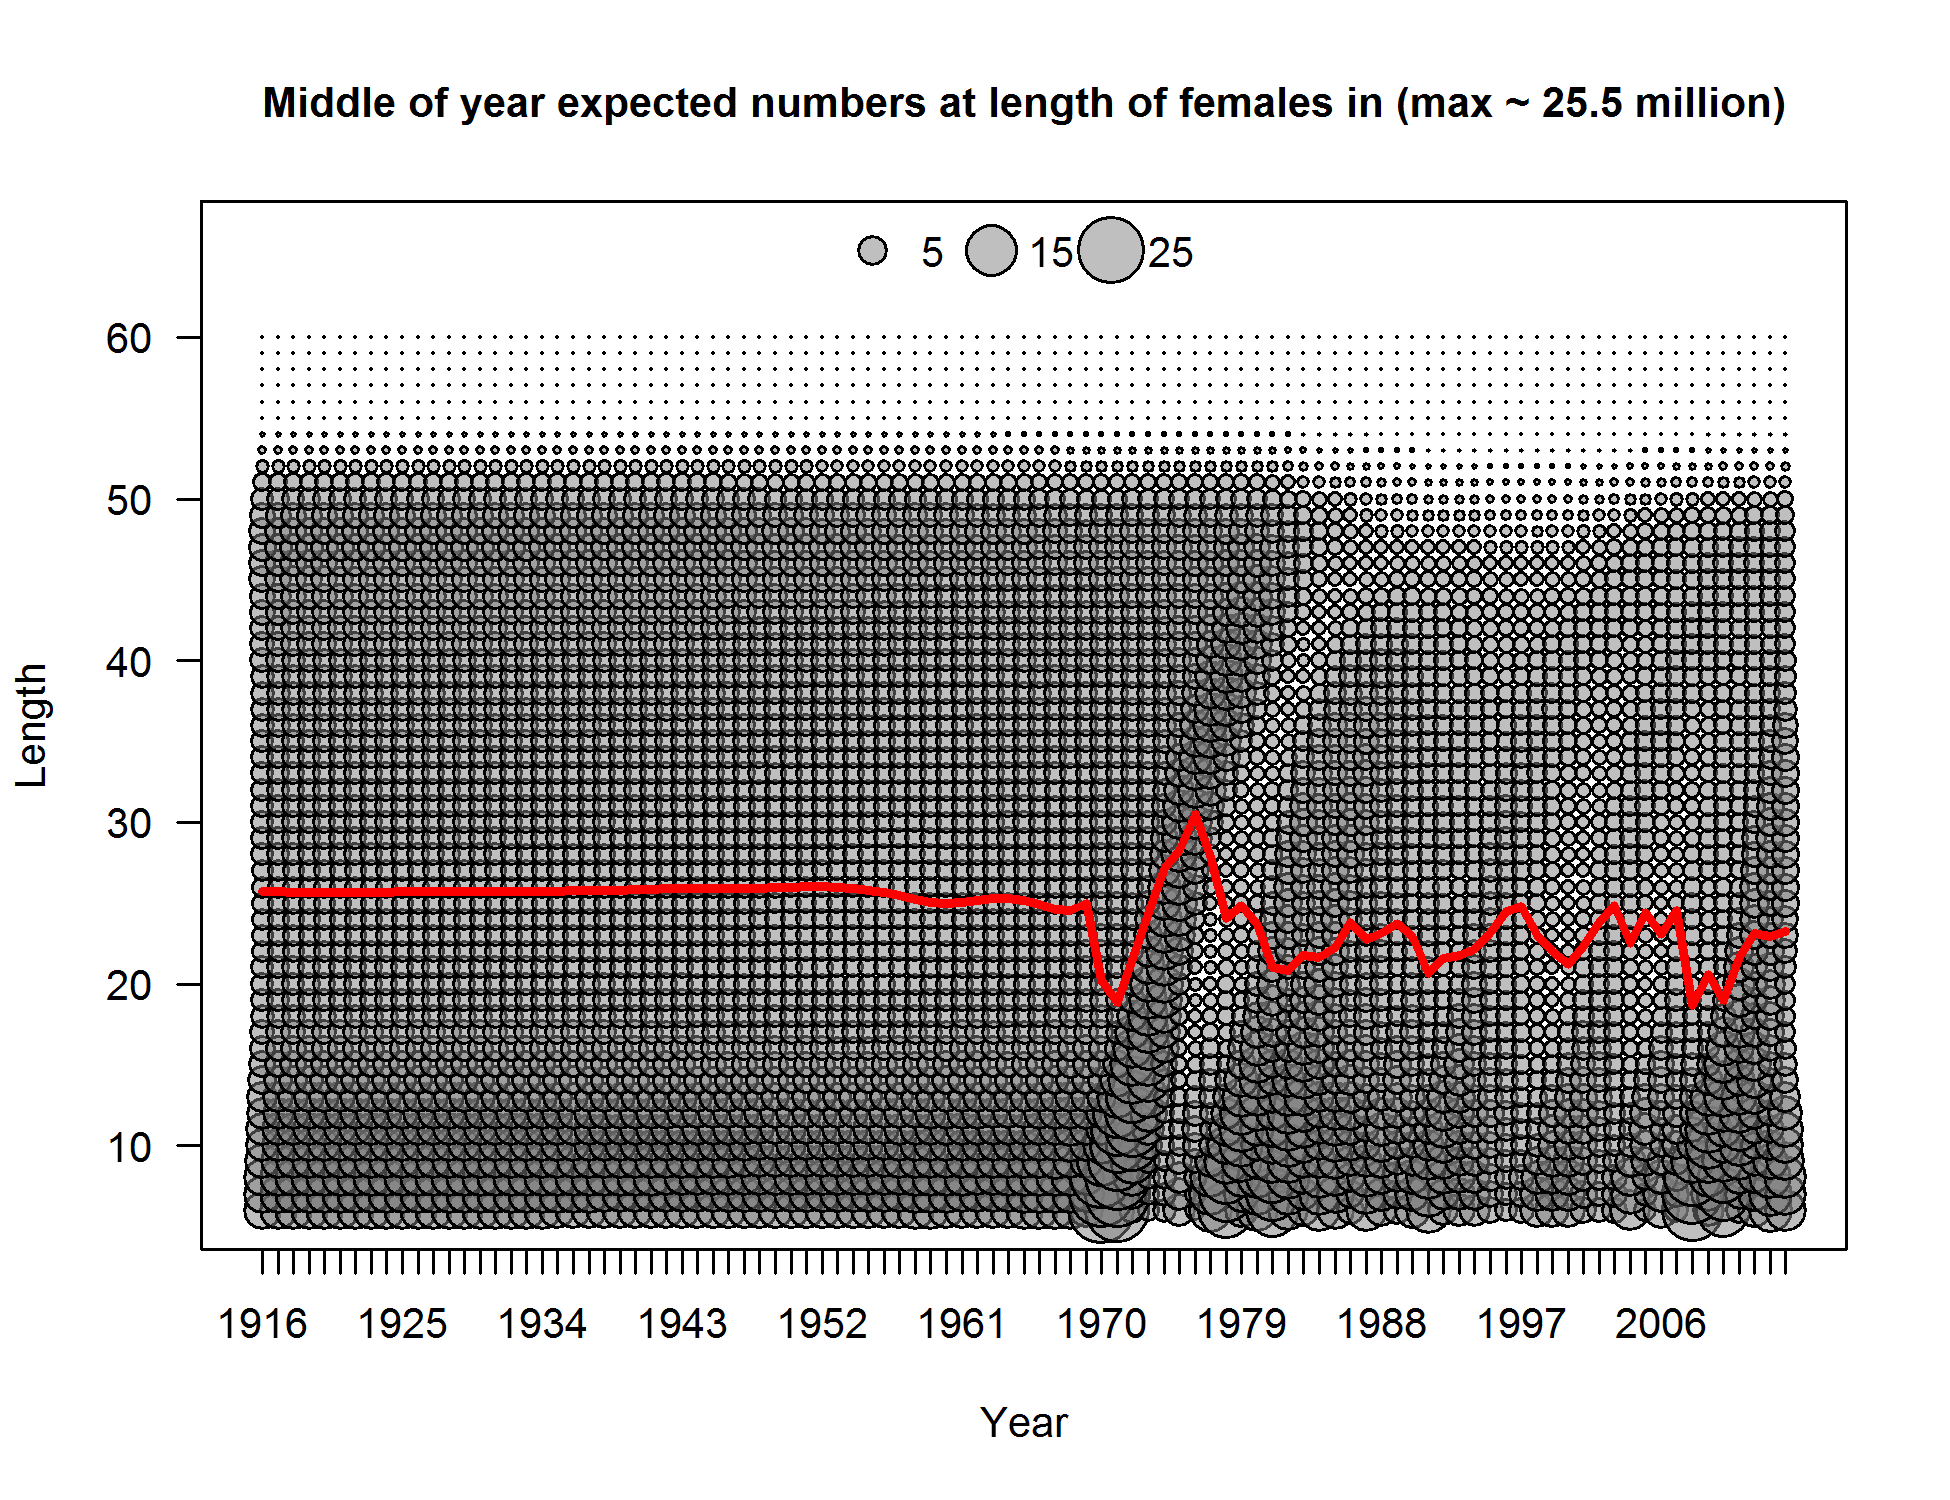 Middle of year expected numbers at length of females in (max ~ 25.5 million)
5 15 25
60
50
40
30
20
10
Length
1916 1925 1934 1943 1952 1961 1970 1979 1988 1997 2006
Year